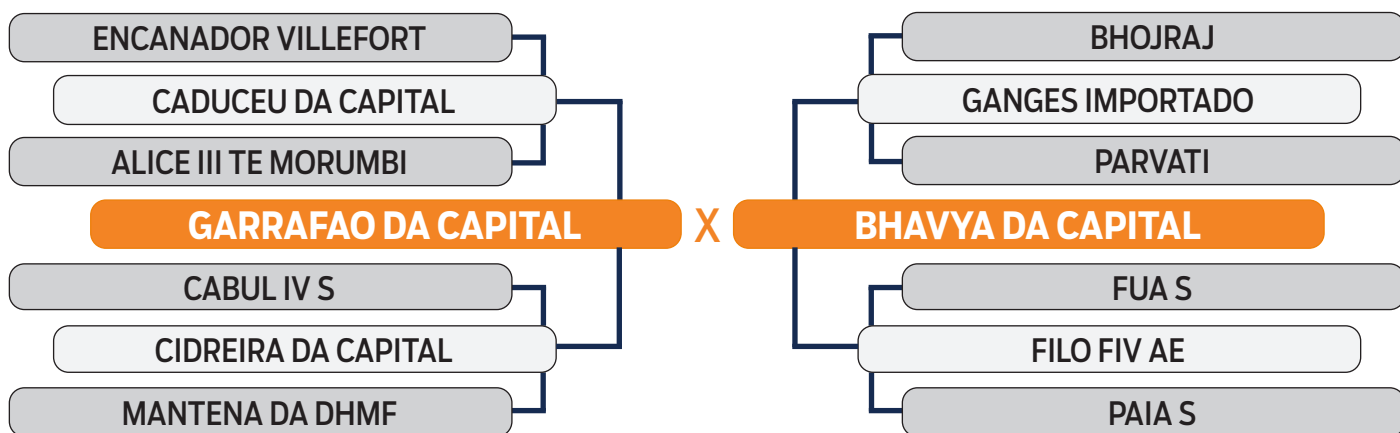 ENCANADOR VILLEFORT
CADUCEU DA CAPITAL
ALICE III TE MORUMBI
GARRAFAO DA CAPITAL
CABUL IV S
CIDREIRA DA CAPITAL
MANTENA DA DHMF
X
BHOJRAJ
GANGES IMPORTADO
PARVATI
BHAVYA DA CAPITAL
FUA S
FILO FIV AE
PAIA S